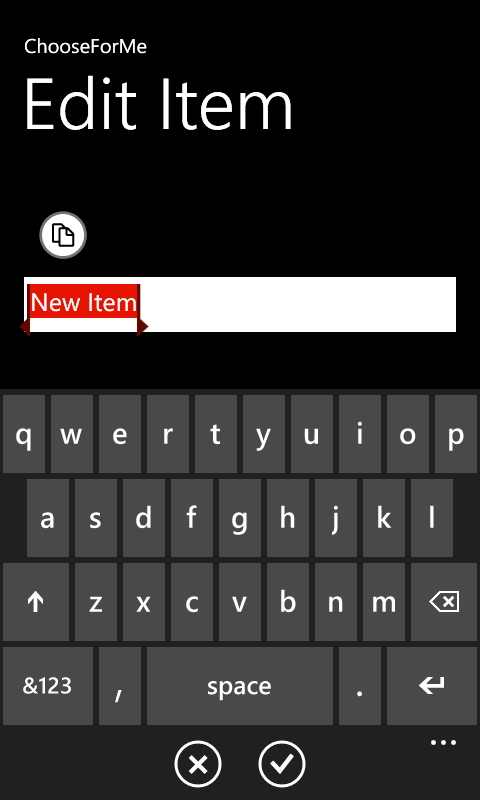 ChooseForMe
Edit Item
New Item
q w e r t y u i o p
a s d f g h j k l
z x c v b n m
&123 , space .